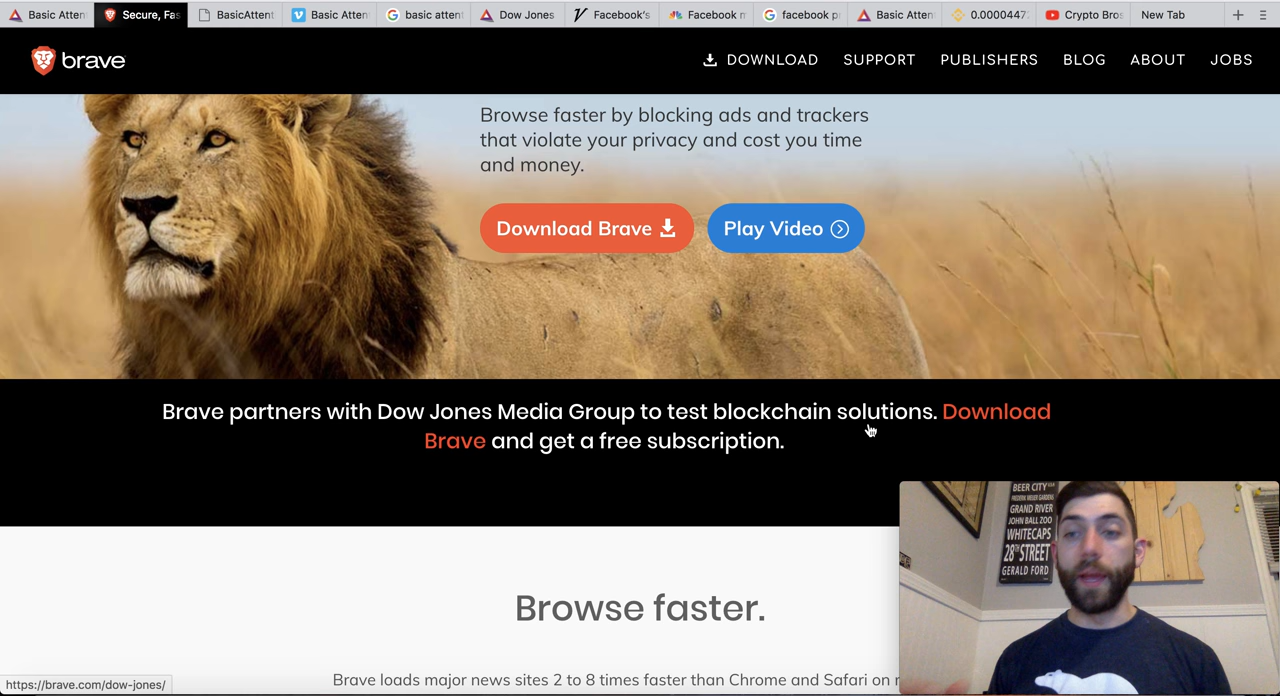 Basic Atten
Secure, Fas
BasicAttent
Basic Atten
basic attent
Dow Jones
Facebook's
Facebook n
facebook p
Basic Atten
0.00004472
Crypto Bros
New Tab
brave
DOWNLOAD
SUPPORT
PUBLISHERS
BLOG
ABOUT
JOBS
Browse faster by blocking ads and trackers
that violate your privacy and cost you time
and money.
Download Brave
Play Video
Brave partners with Dow Jones Media Group to test blockchain solutions. Download
Brave and get a free subscription.
Browse faster.
Brave loads major news sites 2 to 8 times faster than Chrome and Safari on
https://brave.com/dow-jones/
BEER CITY
GRAND RIVER
JOHN BALL ZOO
WHITECAPS
28TH STREET
GERALD FORD